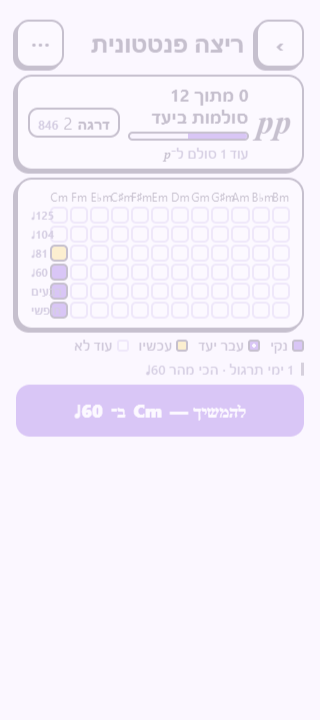 ריצה פנטטונית
0 מתוך 12
סולמות ביעד
עוד 1 סולם ל־p
pp
דרגה 2 846
Cm Fm E♭m C♯m F♯m Em Dm Gm G♯m Am B♭m Bm
♩125
♩104
♩81
♩60
עים
פשי
נקי עבר יעד עכשיו עוד לא
1 ימי תרגול · הכי מהר ♩60
להמשיך — Cm ב־ ♩60